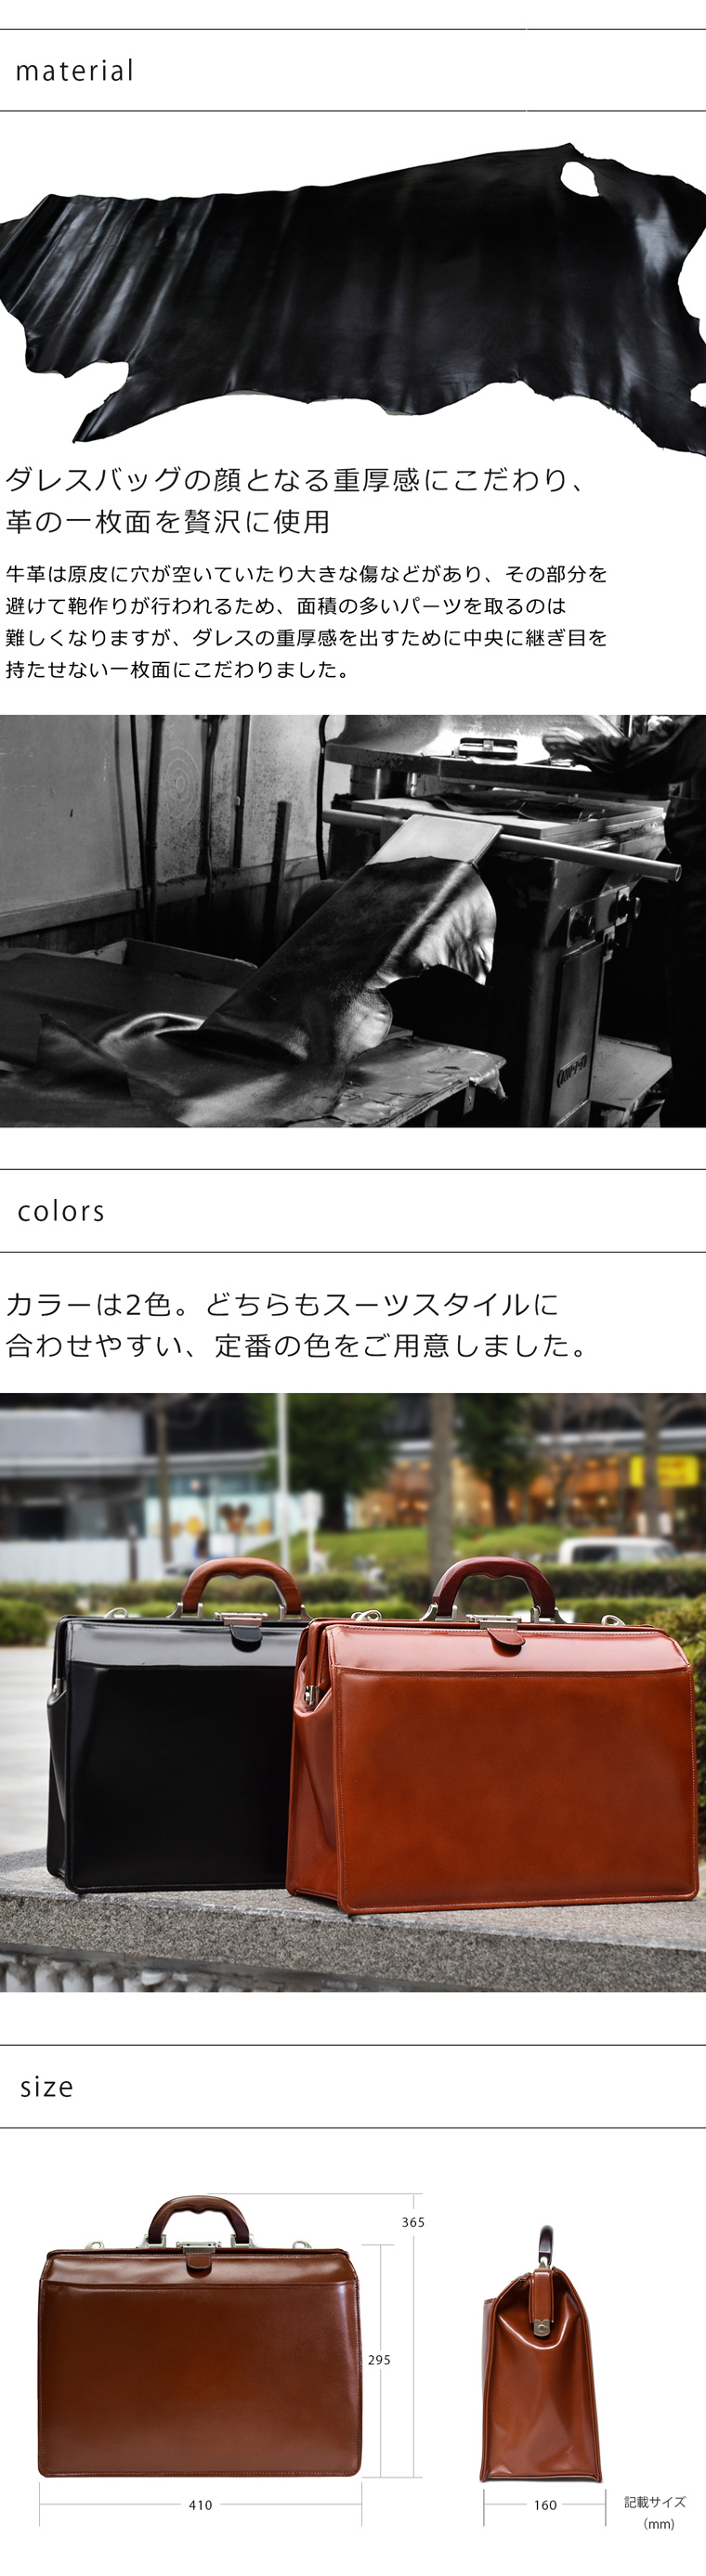 material
ダレスバッグの顔となる重厚感にこだわり、
革の一枚面を贅沢に使用
牛革は原皮に穴が空いていたり大きな傷などがあり、その部分を
避けて鞄作りが行われるため、面積の多いパーツを取るのは
難しくなりますが、ダレスの重厚感を出すために中央に継ぎ目を
持たせない一枚面にこだわりました。
colors
カラーは2色。どちらもスーツスタイルに
合わせやすい、定番の色をご用意しました。
size
365
295
410
160
記載サイズ
（mm）